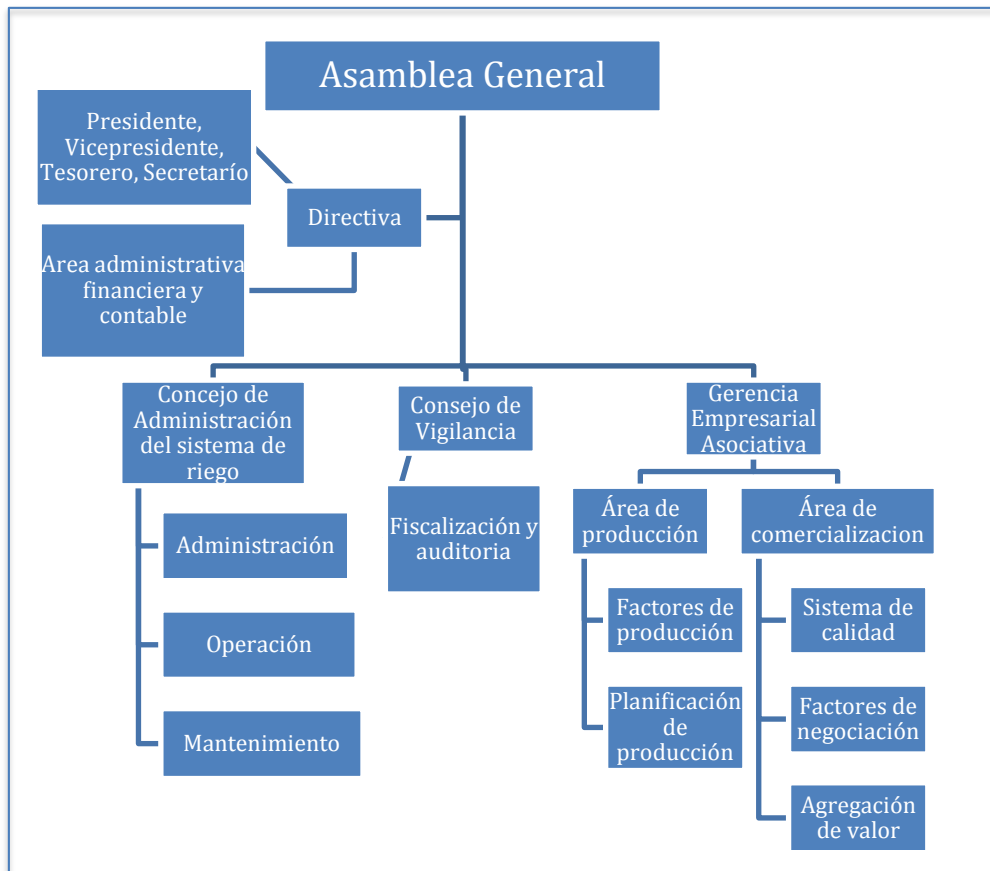 Asamblea General
Presidente,
Vicepresidente,
Tesorero, Secretarío
Directiva
Area administrativa
financiera y
contable
Concejo de
Administración
del sistema de
riego
Administración
Operación
Mantenimiento
Consejo de
Vigilancia
Fiscalización y
auditoria
Gerencia
Empresarial
Asociativa
Área de
producción
Factores de
producción
Planificación
de
producción
Área de
comercializacion
Sistema de
calidad
Factores de
negociación
Agregación
de valor